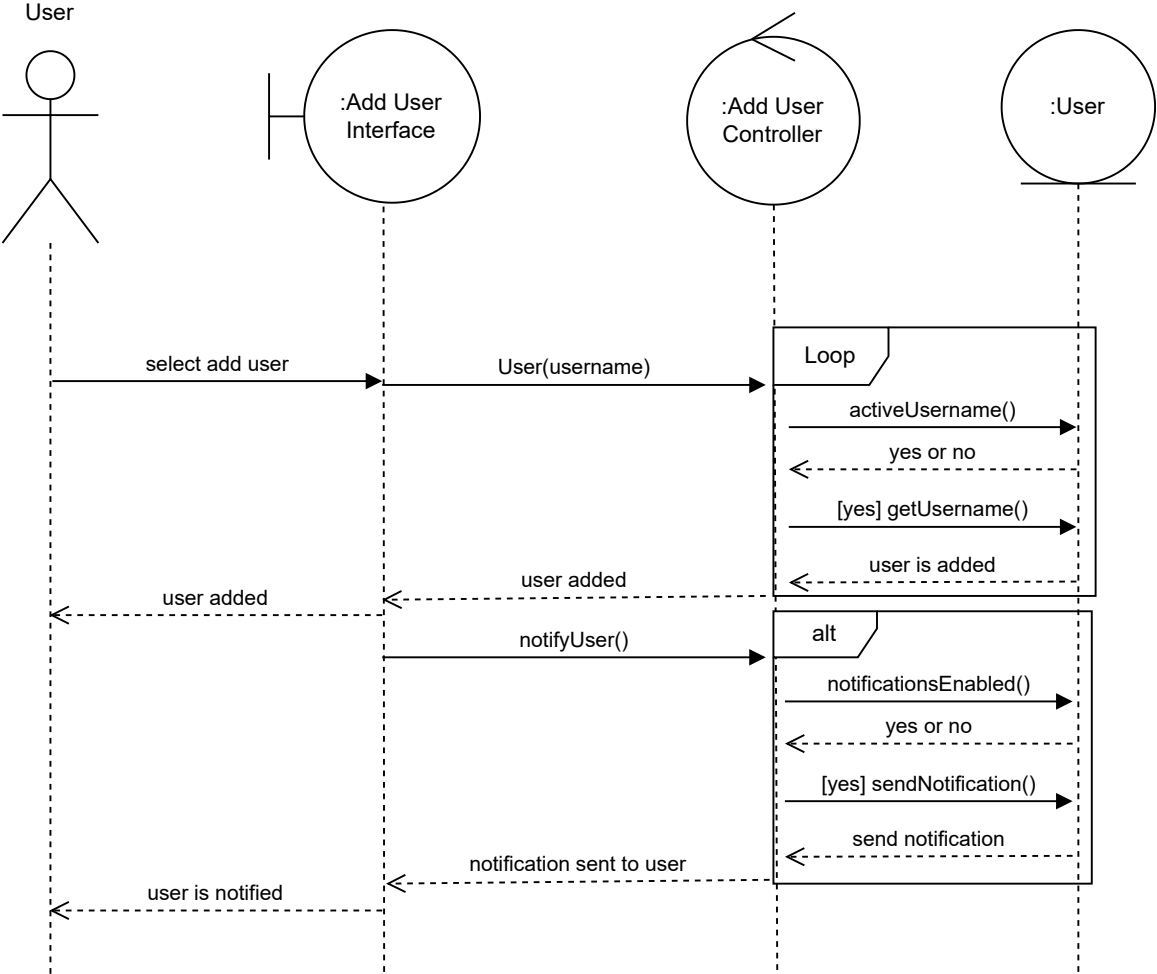 User
:Add User
Interface
:Add User
Controller
:User
Loop
select add user
User(username)
activeUsername()
yes or no
[yes] getUsername()
user is added
user added
user added
alt
notifyUser()
notificationsEnabled()
yes or no
[yes] sendNotification()
send notification
notification sent to user
user is notified